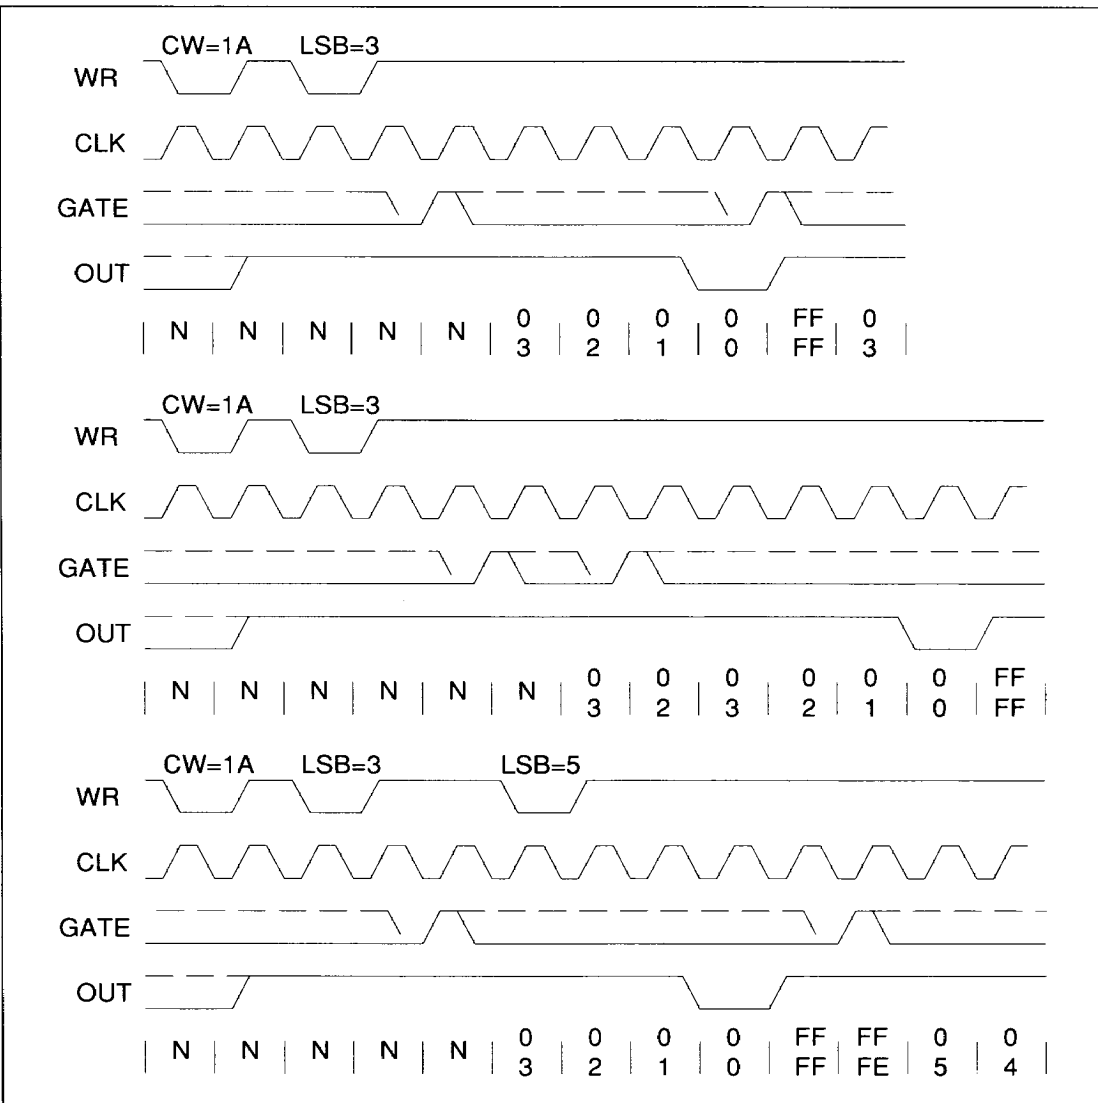 CW=1A LSB=3
WR
CLK
GATE
OUT
N N N N N 0 0 0 0 FF 0
3 2 1 0 FF 3
CW=1A LSB=3
WR
CLK
GATE
OUT
N N N N N N 0 0 0 0 0 0 FF
3 2 3 2 1 0 FF
CW=1A LSB=3 LSB=5
WR
CLK
GATE
OUT
N N N N N 0 0 0 0 FF FF 0 0
3 2 1 0 FF FE 5 4